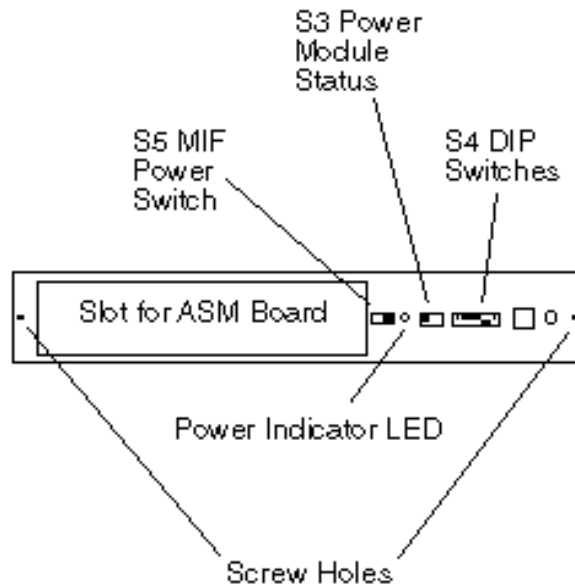 S3 Power
Module
Status
S5 MIF
Power
Switch
S4 DIP
Switches
Slot for ASM Board
Power Indicator LED
Screw Holes